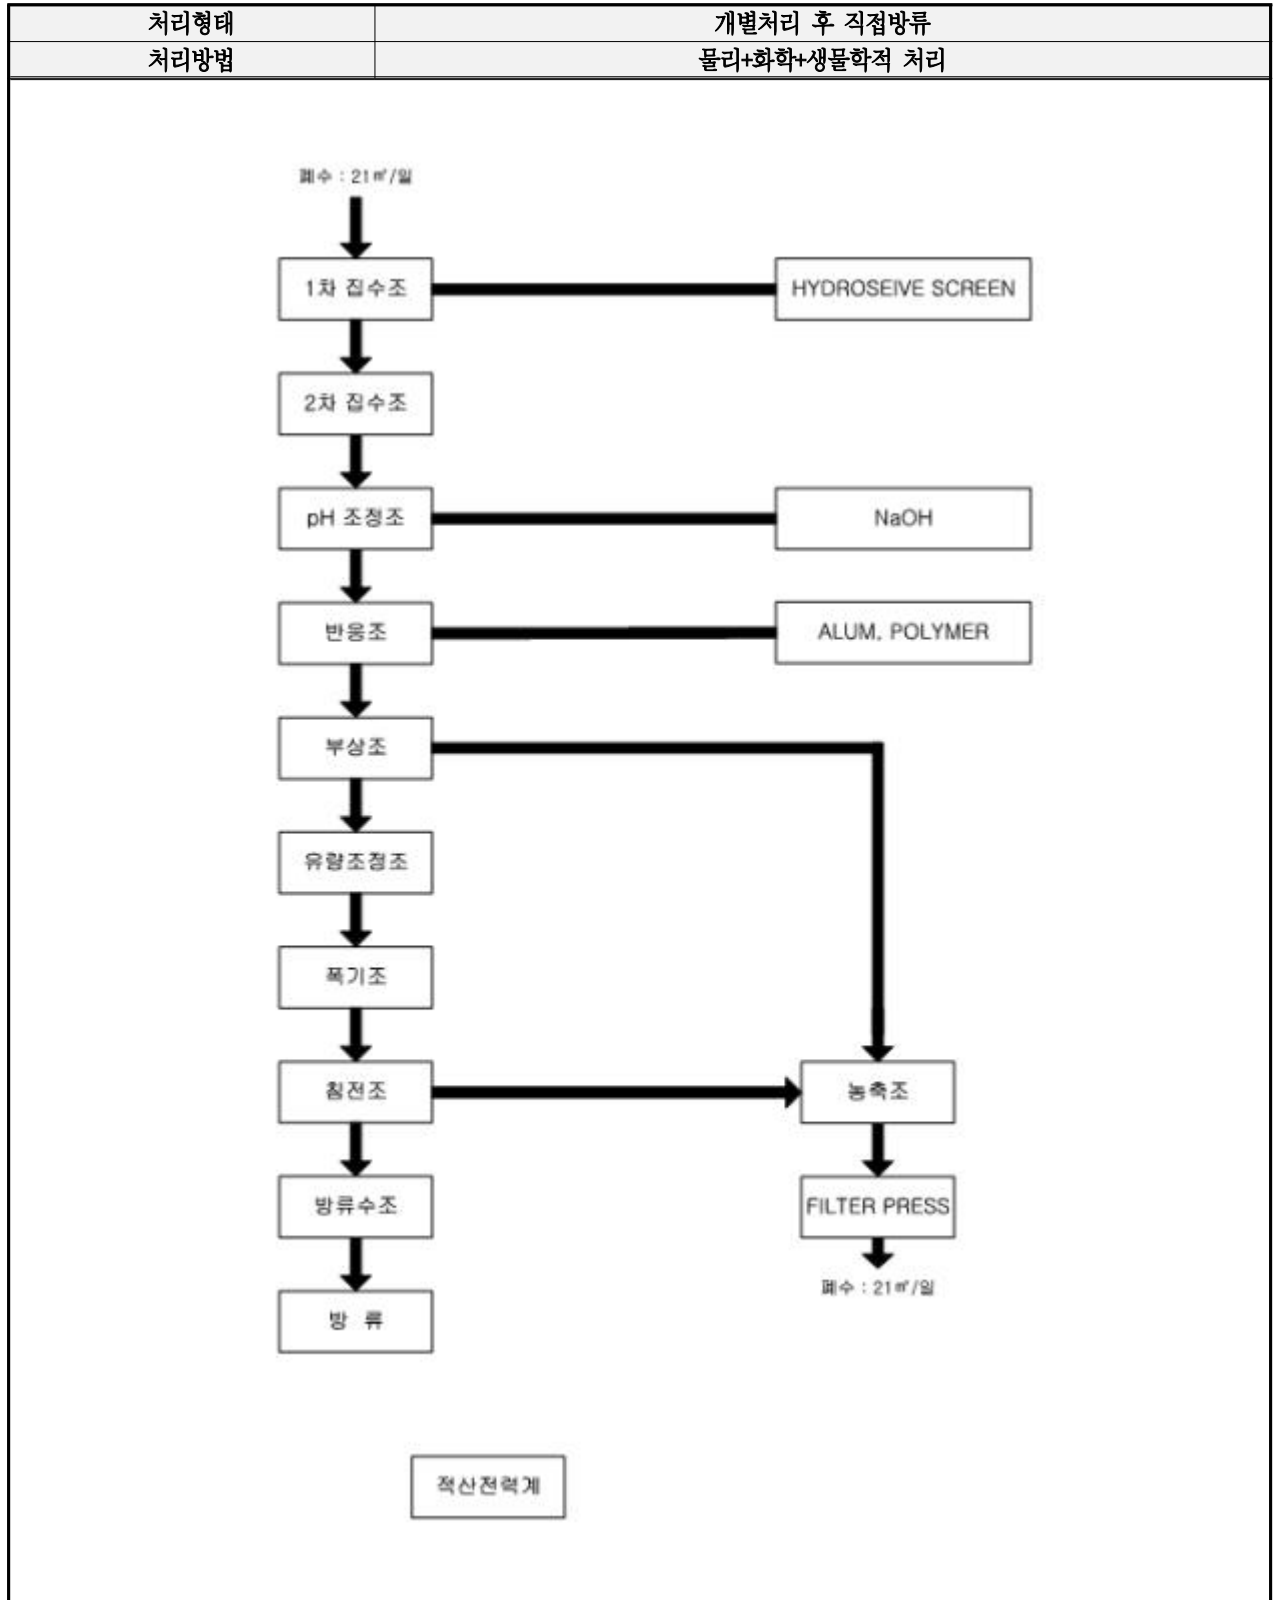 처리형태 개별처리 후 직접방류
처리방법 물리+화학+생물학적 처리
폐수 : 21㎥/일
1차 집수조 HYDROSEIVE SCREEN
2차 집수조
pH 조정조 NaOH
반응조 ALUM, POLYMER
부상조
유량조정조
폭기조
침전조 농축조
방류수조 FILTER PRESS
폐수 : 21㎥/일
방 류
적산전력계